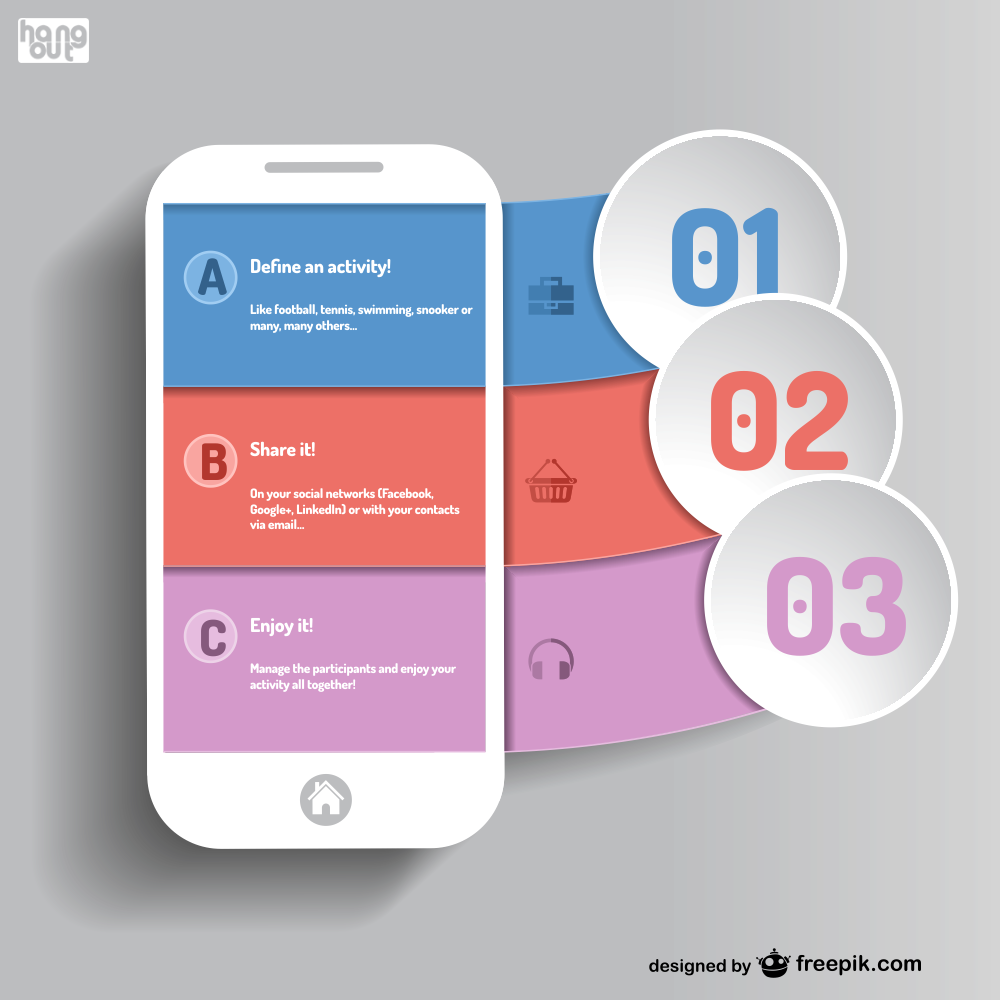 hang
out
A
Define an activity!
Like football, tennis, swimming, snooker or
many, many others...
01
B
Share it!
On your social networks (Facebook,
Google+, LinkedIn) or with your contacts
via email...
02
C
Enjoy it!
Manage the participants and enjoy your
activity all together!
03
designed by freepik.com